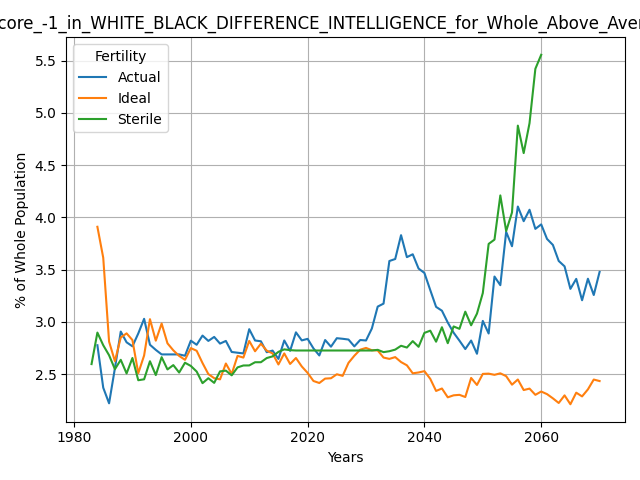 core_-1_in_WHITE_BLACK_DIFFERENCE_INTELLIGENCE_for_Whole_Above_Aver
Fertility
Actual
Ideal
Sterile
% of Whole Population
5.5
5.0
4.5
4.0
3.5
3.0
2.5
1980
2000
2020
2040
2060
Years